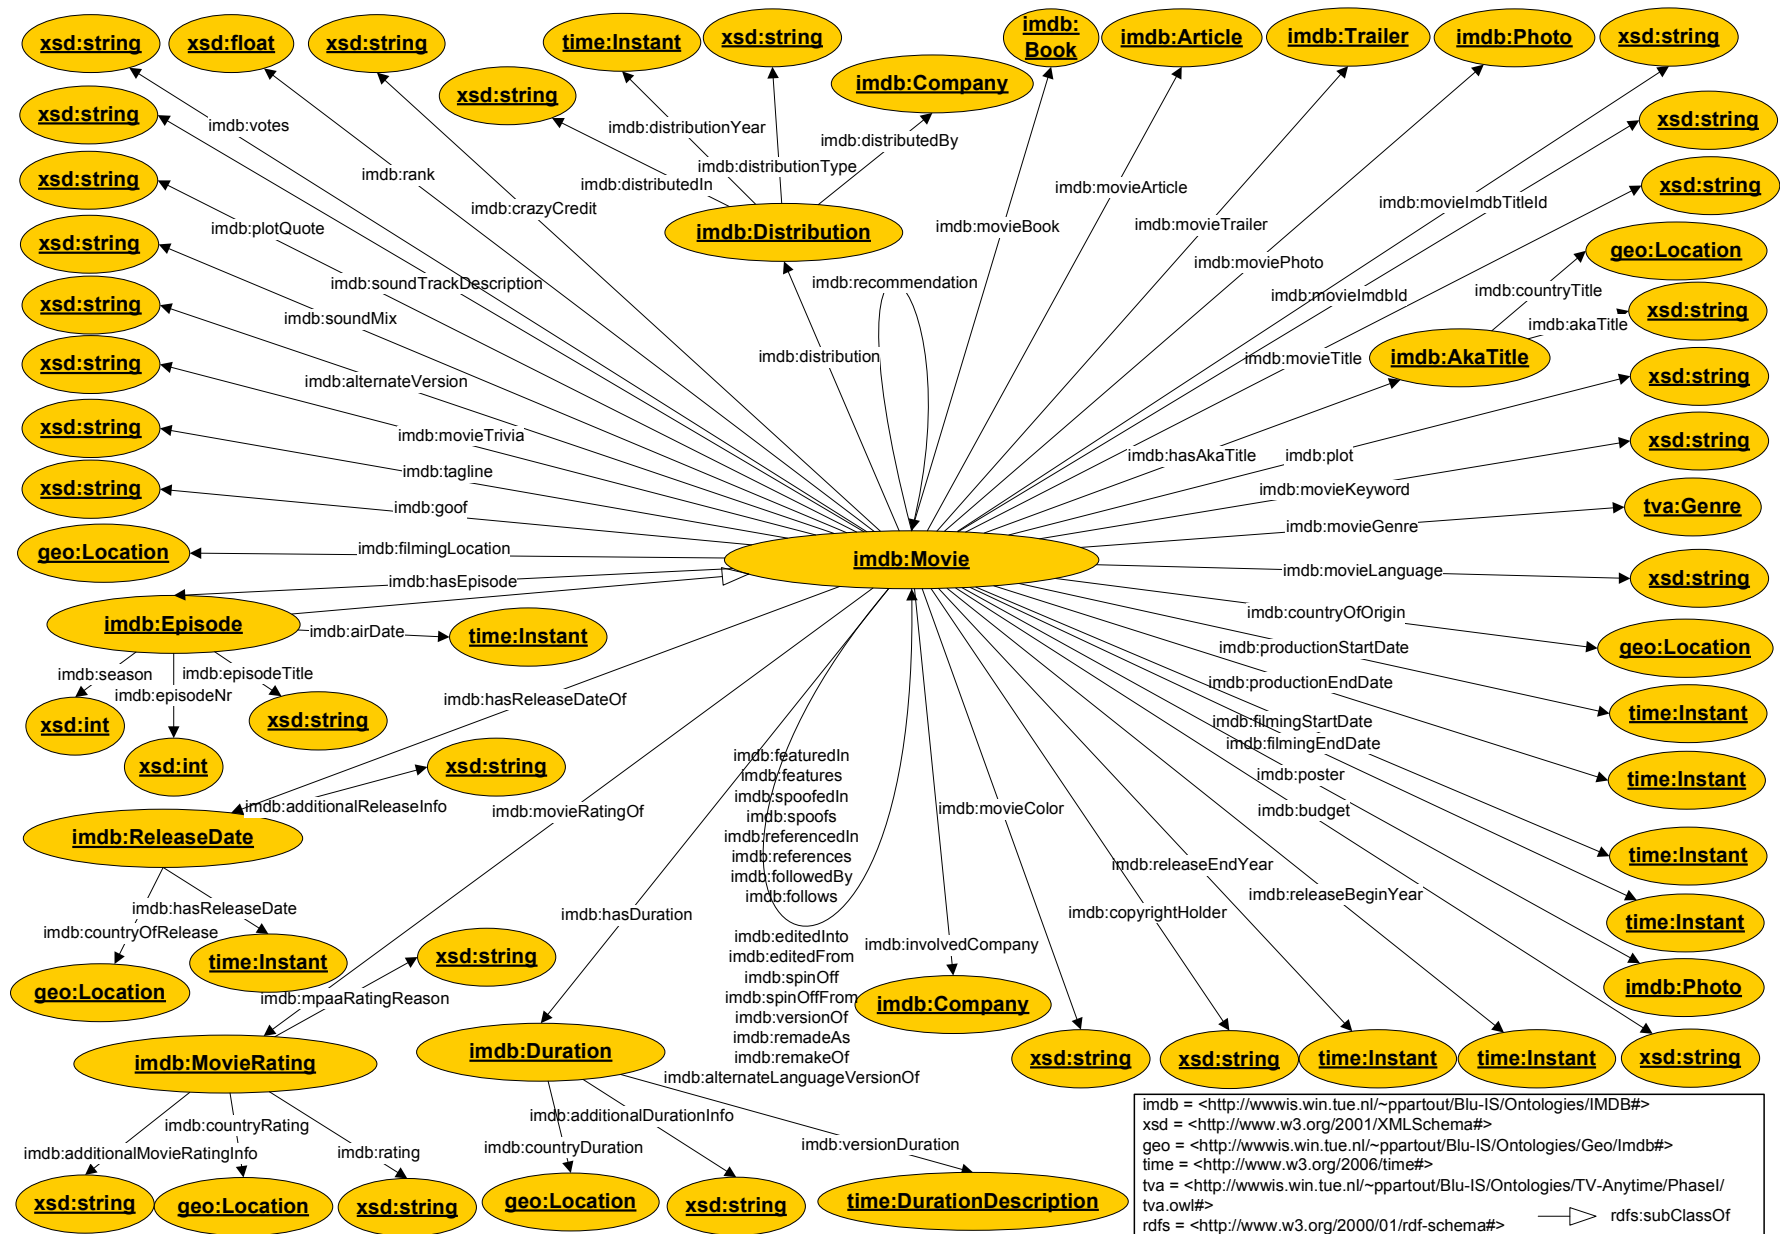 xsd:string
xsd:float
xsd:string
time:Instant
xsd:string
imdb:
Book
imdb:Article
imdb:Trailer
imdb:Photo
xsd:string
xsd:string
imdb:Company
xsd:string
xsd:string
imdb:votes
imdb:distributionYear
imdb:distributedBy
xsd:string
imdb:rank
imdb:distributionType
imdb:distributedIn
imdb:movieArticle
xsd:string
imdb:crazyCredit
imdb:movieImdbTitleId
xsd:string
imdb:plotQuote
imdb:Distribution
imdb:movieBook
imdb:movieTrailer
geo:Location
imdb:moviePhoto
imdb:soundTrackDescription
imdb:recommendation
imdb:movieImdbId
imdb:countryTitle
xsd:string
imdb:soundMix
xsd:string
imdb:akaTitle
imdb:distribution
imdb:movieTitle
imdb:AkaTitle
xsd:string
imdb:alternateVersion
xsd:string
xsd:string
imdb:movieTrivia
imdb:hasAkaTitle
imdb:plot
xsd:string
imdb:tagline
imdb:movieKeyword
xsd:string
imdb:goof
tva:Genre
imdb:movieGenre
geo:Location
imdb:filmingLocation
imdb:Movie
imdb:hasEpisode
imdb:movieLanguage
xsd:string
imdb:countryOfOrigin
imdb:Episode
imdb:airDate
time:Instant
imdb:productionStartDate
geo:Location
imdb:season
imdb:episodeTitle
imdb:episodeNr
imdb:hasReleaseDateOf
imdb:productionEndDate
xsd:int
xsd:string
time:Instant
imdb:filmingStartDate
imdb:filmingEndDate
xsd:int
xsd:string
imdb:featuredIn
imdb:features
imdb:spoofedIn
imdb:spoofs
imdb:referencedIn
imdb:references
imdb:followedBy
imdb:follows
imdb:poster
time:Instant
imdb:additionalReleaseInfo
imdb:movieRatingOf
imdb:movieColor
imdb:budget
imdb:ReleaseDate
time:Instant
imdb:releaseEndYear
imdb:releaseBeginYear
imdb:hasReleaseDate
imdb:hasDuration
imdb:copyrightHolder
time:Instant
imdb:countryOfRelease
imdb:editedInto
imdb:editedFrom
imdb:spinOff
imdb:spinOffFrom
imdb:versionOf
imdb:remadeAs
imdb:remakeOf
imdb:alternateLanguageVersionOf
imdb:involvedCompany
time:Instant
xsd:string
geo:Location
imdb:mpaaRatingReason
imdb:Company
imdb:Photo
imdb:MovieRating
imdb:Duration
xsd:string
xsd:string
time:Instant
time:Instant
xsd:string
imdb:countryRating
imdb:additionalDurationInfo
imdb:additionalMovieRatingInfo
imdb:rating
imdb:countryDuration
imdb:versionDuration
xsd:string
geo:Location
xsd:string
geo:Location
xsd:string
time:DurationDescription
imdb = <http://wwwis.win.tue.nl/~ppartout/Blu-IS/Ontologies/IMDB#>
xsd = <http://www.w3.org/2001/XMLSchema#>
geo = <http://wwwis.win.tue.nl/~ppartout/Blu-IS/Ontologies/Geo/Imdb#>
time = <http://www.w3.org/2006/time#>
tva = <http://wwwis.win.tue.nl/~ppartout/Blu-IS/Ontologies/TV-Anytime/PhaseI/
tva.owl#>
rdfs = <http://www.w3.org/2000/01/rdf-schema#>
rdfs:subClassOf